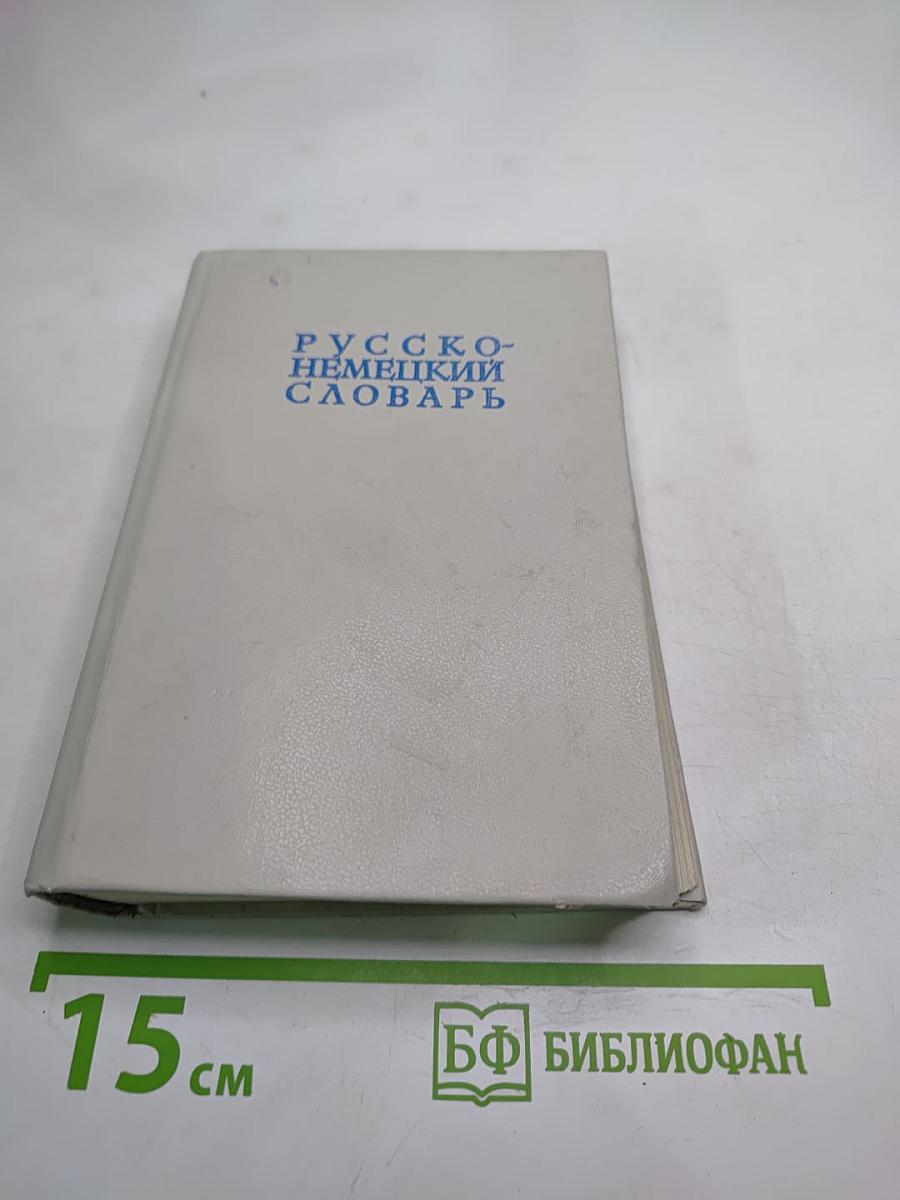 РУССКО-
НЕМЕЦКИЙ
СЛОВАРЬ
15 см
БФ БИБЛИОФАН